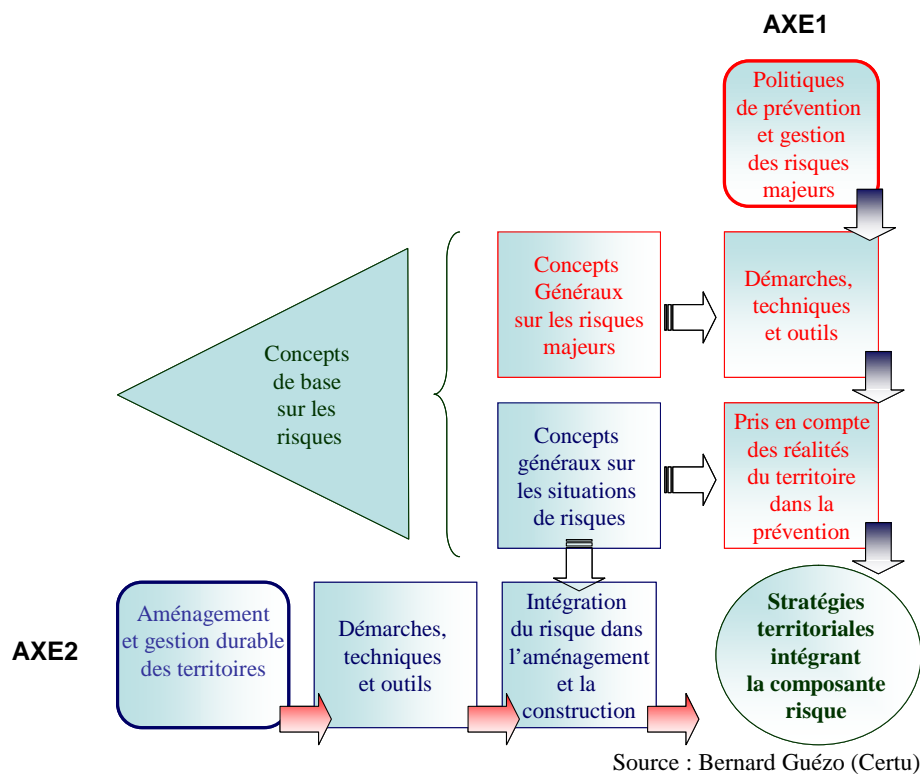 AXE1
Politiques
de prévention
et gestion
des risques
majeurs
Concepts
Généraux
sur les risques
majeurs
Démarches,
techniques
et outils
Concepts
de base
sur les
risques
Concepts
généraux sur
les situations
de risques
Pris en compte
des réalités
du territoire
dans la
prévention
AXE2
Aménagement
et gestion durable
des territoires
Démarches,
techniques
et outils
Intégration
du risque dans
l’aménagement
et la
construction
Stratégies
territoriales
intégrant
la composante
risque
Source : Bernard Guézo (Certu)